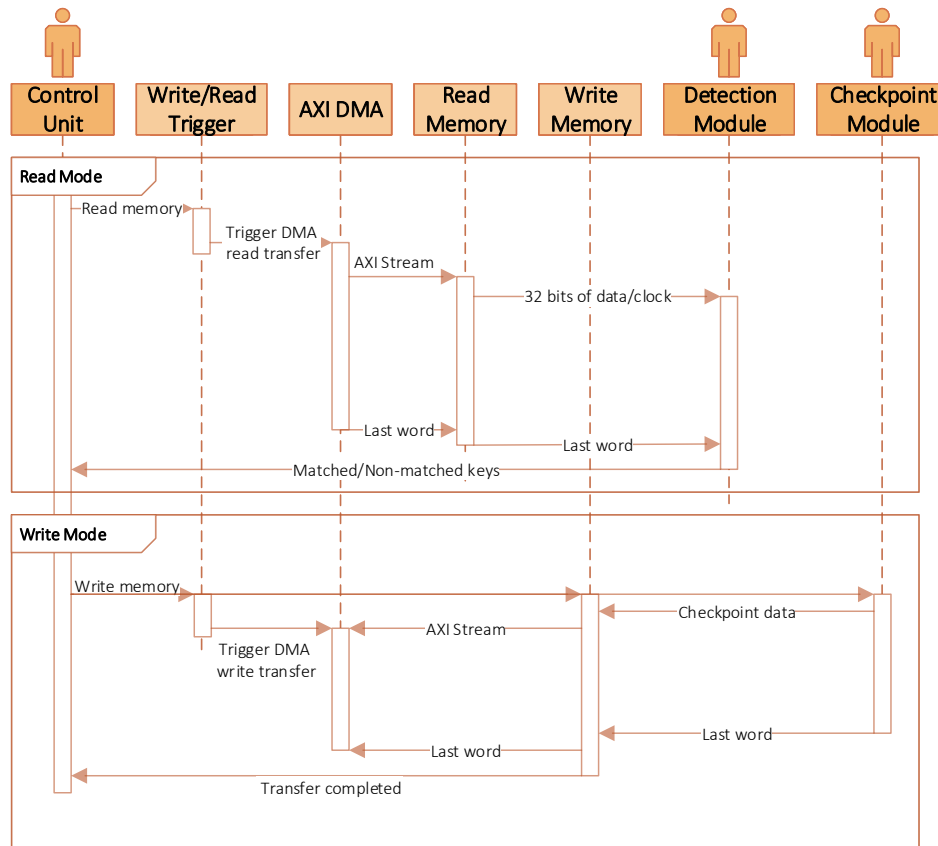 Control
Unit
Write/Read
Trigger
AXI DMA
Read
Memory
Write
Memory
Detection
Module
Checkpoint
Module
Read Mode
Read memory
Trigger DMA
read transfer
AXI Stream
32 bits of data/clock
Last word
Last word
Matched/Non-matched keys
Write Mode
Write memory
Checkpoint data
AXI Stream
Trigger DMA
write transfer
Last word
Last word
Transfer completed